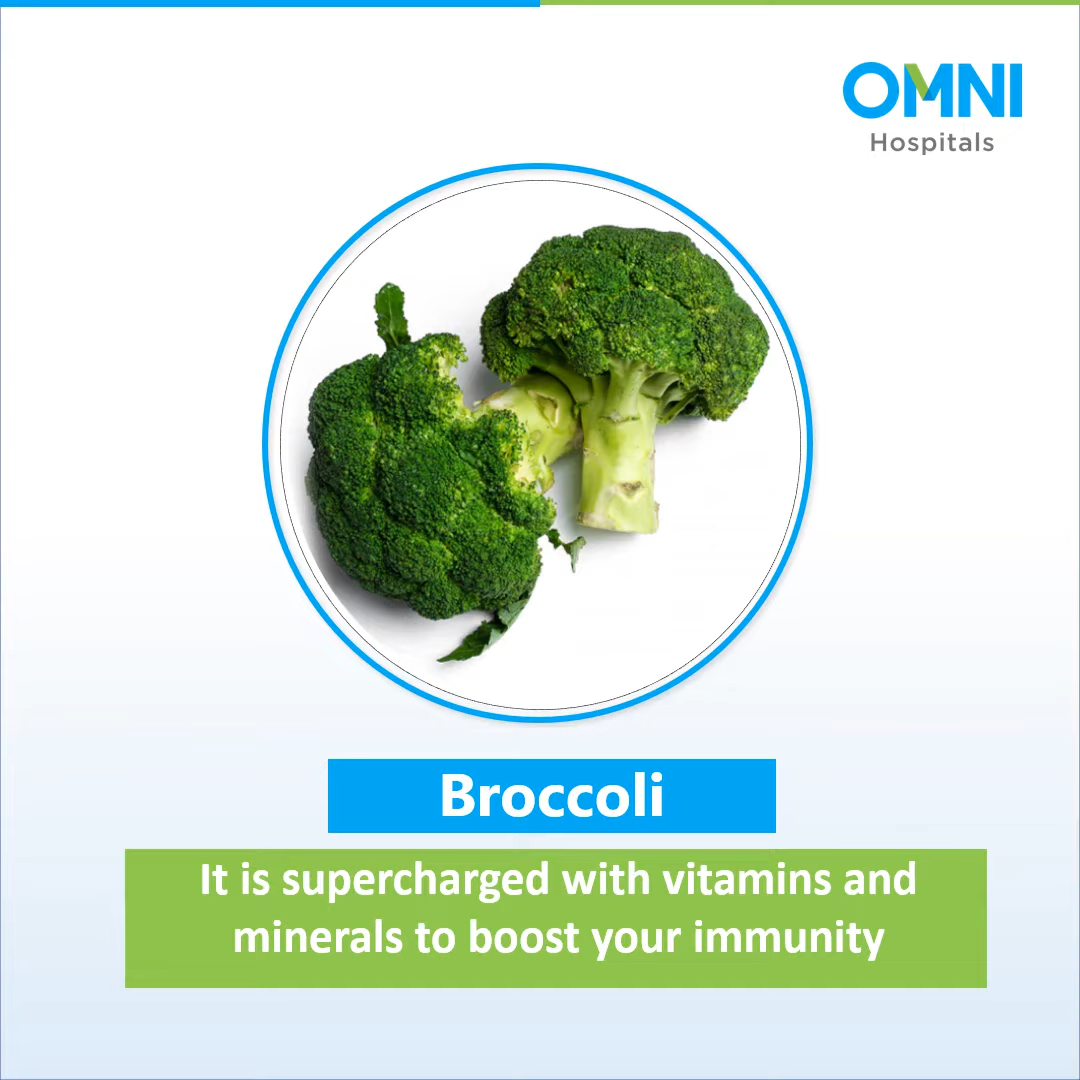 OMNI
Hospitals
Broccoli
It is supercharged with vitamins and
minerals to boost your immunity